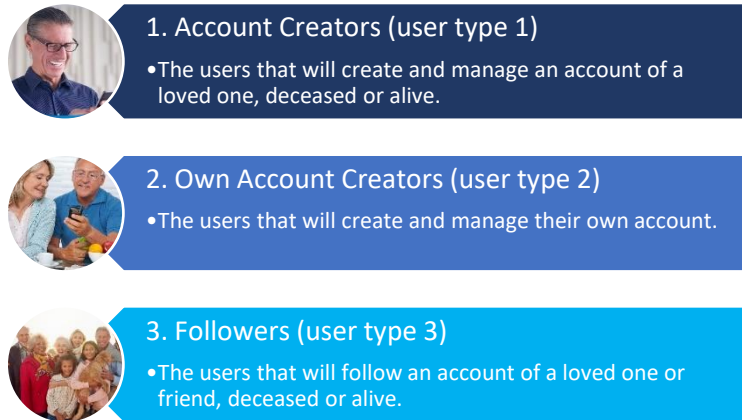 1. Account Creators (user type 1)
•The users that will create and manage an account of a
loved one, deceased or alive.
2. Own Account Creators (user type 2)
•The users that will create and manage their own account.
3. Followers (user type 3)
•The users that will follow an account of a loved one or
friend, deceased or alive.